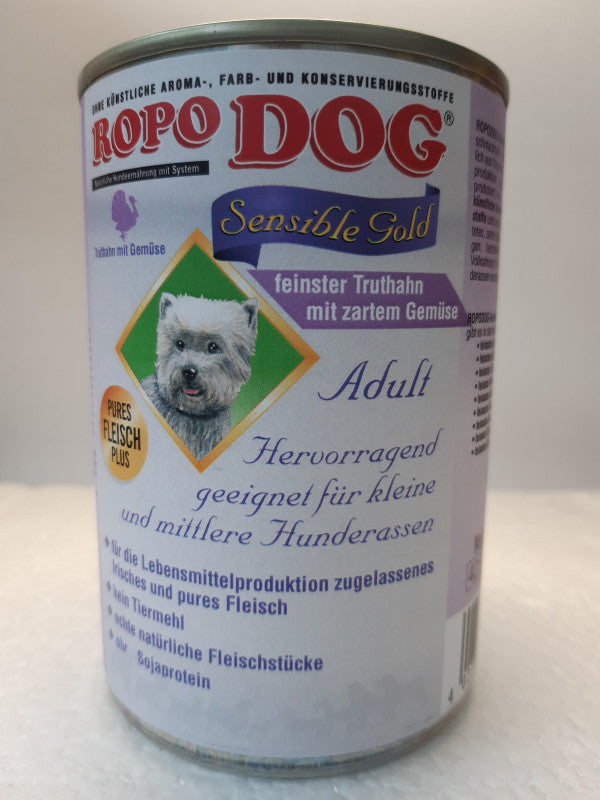 OHNE KÜNSTLICHE AROMA-, FARB- UND KONSERVIERUNGSSTOFFE
ROPO DOG®
Natürliche Hundeernährung mit System
Sensible Gold
Truthahn mit Gemüse
feinster Truthahn
mit zartem Gemüse
Adult
PURES
FLEISCH
PLUS
Hervorragend
geeignet für kleine
und mittlere Hunderassen
für die Lebensmittelproduktion zugelassenes
frisches und pures Fleisch
kein Tiermehl
echte natürliche Fleischstücke
Sojaprotein